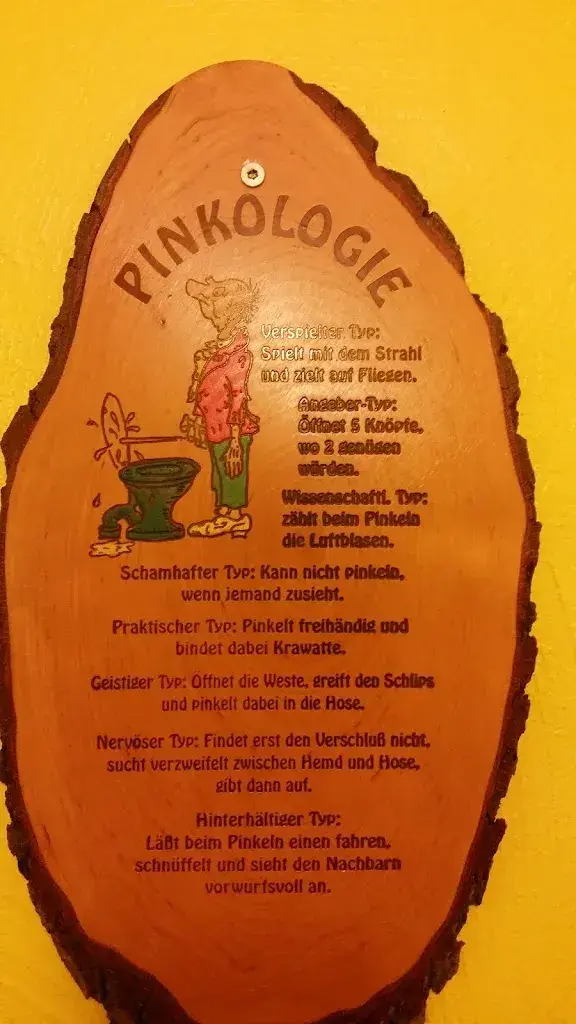 PINKOLOGIE
Verspielter Typ:
Spielt mit dem Strahl
und zielt auf Fliegen.
Angeber-Typ:
Öffnet 5 Knöpfe,
wo 2 genügen
würden.
Wissenschaftl. Typ:
zählt beim Pinkeln
die Luftblasen.
Schamhafter Typ: Kann nicht pinkeln,
wenn jemand zusieht.
Praktischer Typ: Pinkelt freihändig und
bindet dabei Krawatte.
Geistiger Typ: Öffnet die Weste, greift den Schlips
und pinkelt dabei in die Hose.
Nervöser Typ: Findet erst den Verschluß nicht,
sucht verzweifelt zwischen Hemd und Hose,
gibt dann auf.
Hinterhältiger Typ:
Läßt beim Pinkeln einen fahren,
schnüffelt und sieht den Nachbarn
vorwurfsvoll an.